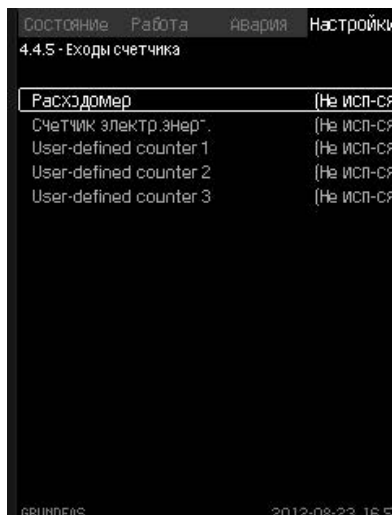 Состояние Работа Авария Настройки
4.4.5 - Входы счетчика
Расходомер (Не исп-ся
Счетчик электр.энерг. (Не исп-ся
User-defined counter 1 (Не исп-ся
User-defined counter 2 (Не исп-ся
User-defined counter 3 (Не исп-ся
GRUNDFOS 2012-08-23 16:5